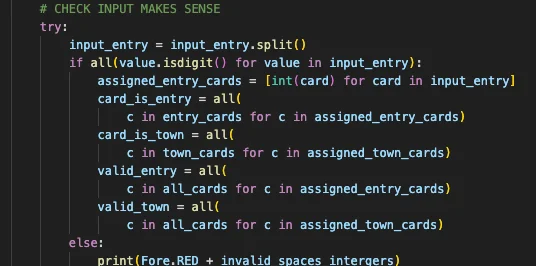 # CHECK INPUT MAKES SENSE
try:
input_entry = input_entry.split()
if all(value.isdigit() for value in input_entry):
assigned_entry_cards = [int(card) for card in input_entry]
card_is_entry = all(
c in entry_cards for c in assigned_entry_cards)
card_is_town = all(
c in town_cards for c in assigned_town_cards)
valid_entry = all(
c in all_cards for c in assigned_entry_cards)
valid_town = all(
c in all_cards for c in assigned_town_cards)
else:
print(Fore.RED + invalid_spaces_intergers)